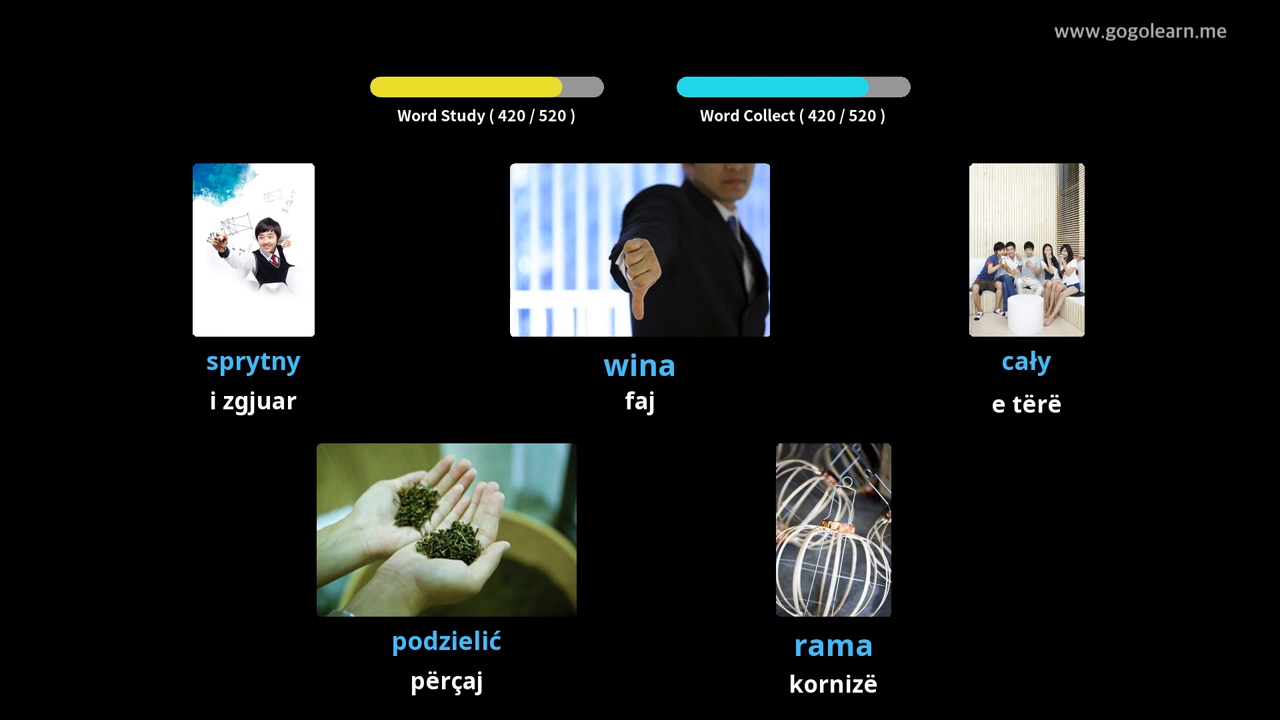 www.gogolearn.me
Word Study ( 420 / 520 )
Word Collect ( 420 / 520 )
sprytny
i zgjuar
wina
faj
cały
e tërë
podzielić
përçaj
rama
kornizë